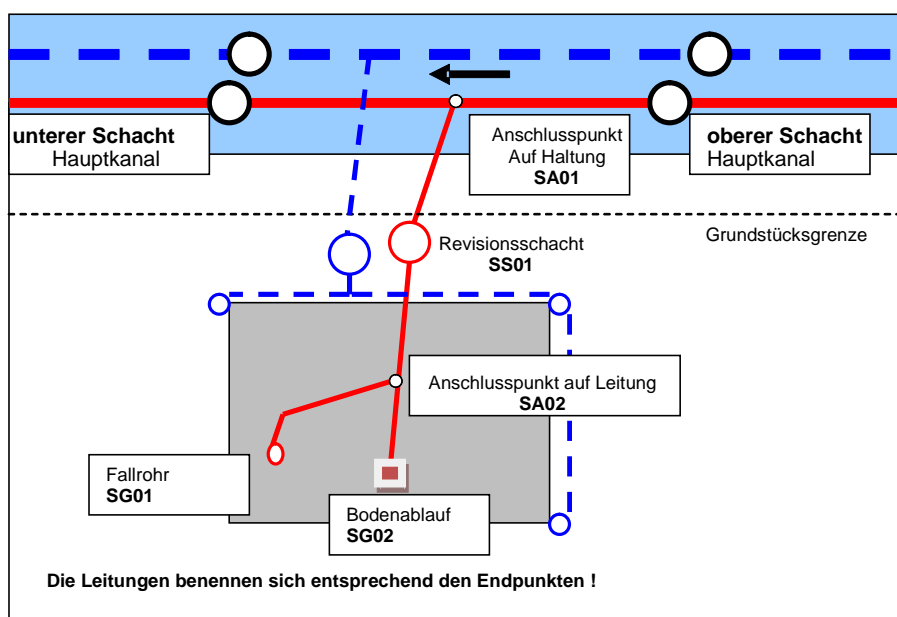 unterer Schacht
Hauptkanal
Anschlusspunkt
Auf Haltung
SA01
oberer Schacht
Hauptkanal
Revisionsschacht
SS01
Grundstücksgrenze
Anschlusspunkt auf Leitung
SA02
Fallrohr
SG01
Bodenablauf
SG02
Die Leitungen benennen sich entsprechend den Endpunkten !